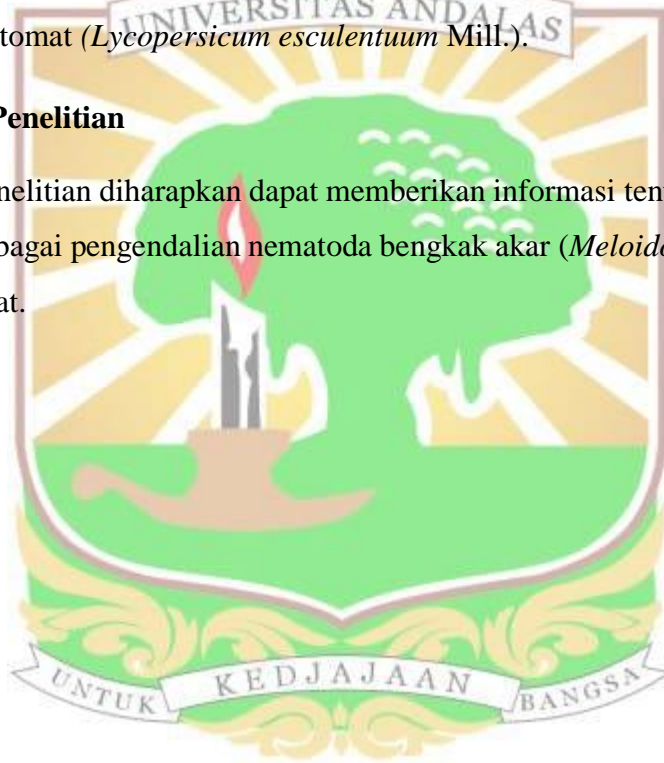 UNIVERSITAS ANDALAS
tomat (Lycopersicum esculentuum Mill.).
Penelitian
nelitian diharapkan dapat memberikan informasi ten
bagai pengendalian nematoda bengkak akar (Meloido
at.
UNTUK KEDJAJAAN BANGSA